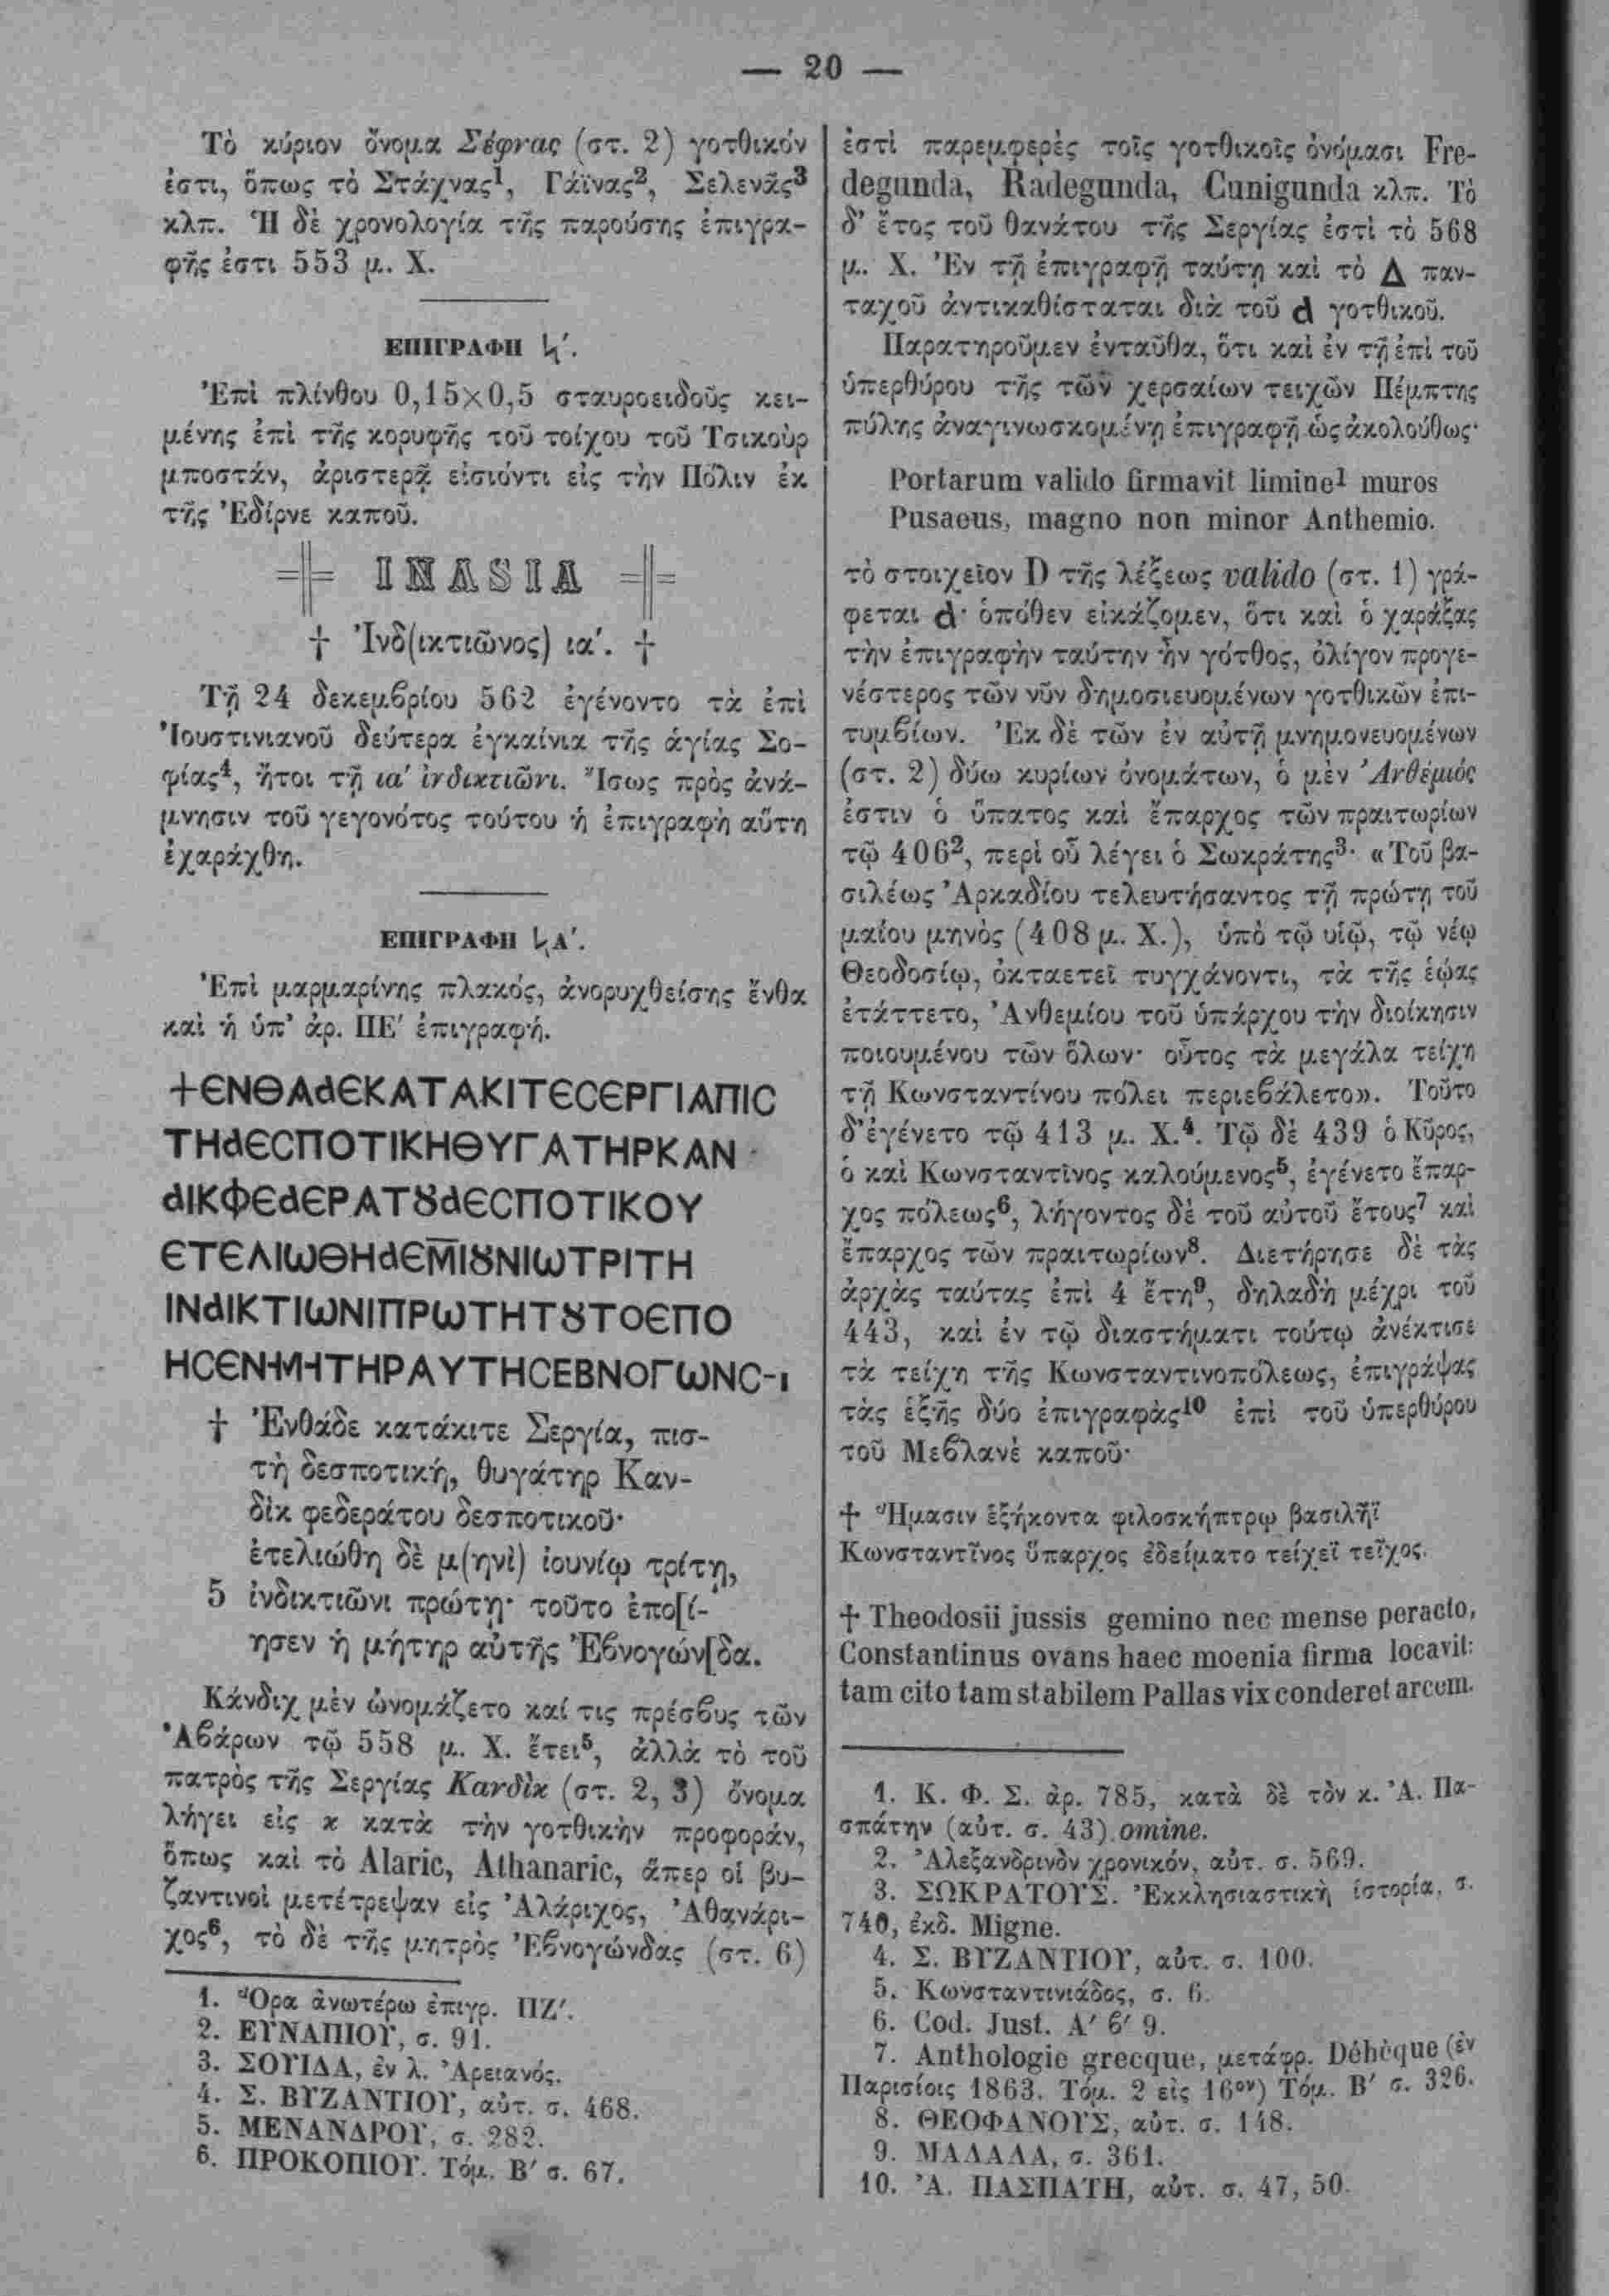 — 20 —
Τὸ κύριον ὄνομα Σέφνας (στ. 2) γοτθικόν
ἐστι, ὅπως τὸ Στάχνας¹, Γάϊνας², Σελενᾶς³
κλπ. Ἡ δὲ χρονολογία τῆς παρούσης ἐπιγρα-
φῆς ἐστι 553 μ. Χ.
ΕΠΙΓΡΑΦΗ Ϟ′.
Ἐπὶ πλίνθου 0,15×0,5 σταυροειδοῦς κει-
μένης ἐπὶ τῆς κορυφῆς τοῦ τοίχου τοῦ Τσικοὺρ
μποστάν, ἀριστερᾷ εἰσιόντι εἰς τὴν Πόλιν ἐκ
τῆς Ἐδίρνε καποῦ.
╬ ΙΝΔSΙΑ ╬
† Ἰνδ(ικτιῶνος) ια′. †
Τῇ 24 δεκεμβρίου 562 ἐγένοντο τὰ ἐπὶ
Ἰουστινιανοῦ δεύτερα ἐγκαίνια τῆς ἁγίας Σο-
φίας⁴, ἤτοι τῇ ια′ ἰνδικτιῶνι. Ἴσως πρὸς ἀνά-
μνησιν τοῦ γεγονότος τούτου ἡ ἐπιγραφὴ αὕτη
ἐχαράχθη.
ΕΠΙΓΡΑΦΗ ϞΑ′.
Ἐπὶ μαρμαρίνης πλακός, ἀνορυχθείσης ἔνθα
καὶ ἡ ὑπ' ἀρ. ΠΕ′ ἐπιγραφή.
+ЄΝΘΑdЄΚΑΤΑΚΙΤЄCЄΡΓΙΑΠΙC
ΤΗdЄCΠΟΤΙΚΗΘΥΓΑΤΗΡΚΑΝ
dΙΚΦЄdЄΡΑΤȣdЄCΠΟΤΙΚΟΥ
ЄΤЄΛΙωΘΗdЄΜ̅ΙȣΝΙωΤΡΙΤΗ
ΙΝdΙΚΤΙωΝΙΠΡωΤΗΤȣΤΟЄΠΟ
ΗCЄΝⱵΜⱵΤΗΡΑΥΤΗCΕΒΝΟΓωΝC-ι
† Ἐνθάδε κατάκιτε Σεργία, πισ-
τὴ δεσποτική, θυγάτηρ Καν-
δὶκ φεδεράτου δεσποτικοῦ·
ἐτελιώθη δὲ μ(ηνὶ) ἰουνίῳ τρίτῃ,
5 ἰνδικτιῶνι πρώτῃ· τοῦτο ἐπο[ί-
ησεν ἡ μήτηρ αὐτῆς Ἐβνογών[δα.
Κάνδιχ μὲν ὠνομάζετο καί τις πρέσβυς τῶν
Ἀβάρων τῷ 558 μ. Χ. ἔτει⁵, ἀλλὰ τὸ τοῦ
πατρὸς τῆς Σεργίας Κανδὶκ (στ. 2, 3) ὄνομα
λήγει εἰς κ κατὰ τὴν γοτθικὴν προφοράν,
ὅπως καὶ τὸ Alaric, Athanaric, ἅπερ οἱ βυ-
ζαντινοὶ μετέτρεψαν εἰς Ἀλάριχος, Ἀθανάρι-
χος⁶, τὸ δὲ τῆς μητρὸς Ἐβνογώνδας (στ. 6)
1. Ὅρα ἀνωτέρω ἐπιγρ. ΠΖ′.
2. ΕΥΝΑΠΙΟΥ, σ. 91.
3. ΣΟΥΙΔΑ, ἐν λ. Ἀρειανός.
4. Σ. ΒΥΖΑΝΤΙΟΥ, αὐτ. σ. 468.
5. ΜΕΝΑΝΔΡΟΥ, σ. 282.
6. ΠΡΟΚΟΠΙΟΥ. Τόμ. Β′ σ. 67.
ἐστὶ παρεμφερὲς τοῖς γοτθικοῖς ὀνόμασι Fre-
degunda, Radegunda, Cunigunda κλπ. Τὸ
δ' ἔτος τοῦ θανάτου τῆς Σεργίας ἐστὶ τὸ 568
μ. Χ. Ἐν τῇ ἐπιγραφῇ ταύτῃ καὶ τὸ Δ παν-
ταχοῦ ἀντικαθίσταται διὰ τοῦ d γοτθικοῦ.
Παρατηροῦμεν ἐνταῦθα, ὅτι καὶ ἐν τῇ ἐπὶ τοῦ
ὑπερθύρου τῆς τῶν χερσαίων τειχῶν Πέμπτης
πύλης ἀναγινωσκομένῃ ἐπιγραφῇ ὡς ἀκολούθως·
Portarum valido firmavit limine¹ muros
Pusaeus, magno non minor Anthemio.
τὸ στοιχεῖον D τῆς λέξεως valido (στ. 1) γρά-
φεται d· ὁπόθεν εἰκάζομεν, ὅτι καὶ ὁ χαράξας
τὴν ἐπιγραφὴν ταύτην ἦν γότθος, ὀλίγον προγε-
νέστερος τῶν νῦν δημοσιευομένων γοτθικῶν ἐπι-
τυμβίων. Ἐκ δὲ τῶν ἐν αὐτῇ μνημονευομένων
(στ. 2) δύω κυρίων ὀνομάτων, ὁ μὲν Ἀνθέμιός
ἐστιν ὁ ὕπατος καὶ ἔπαρχος τῶν πραιτωρίων
τῷ 406², περὶ οὗ λέγει ὁ Σωκράτης³· «Τοῦ βα-
σιλέως Ἀρκαδίου τελευτήσαντος τῇ πρώτῃ τοῦ
μαΐου μηνὸς (408 μ. Χ.), ὑπὸ τῷ υἱῷ, τῷ νέῳ
Θεοδοσίῳ, ὀκταετεῖ τυγχάνοντι, τὰ τῆς ἑῴας
ἐτάττετο, Ἀνθεμίου τοῦ ὑπάρχου τὴν διοίκησιν
ποιουμένου τῶν ὅλων· οὗτος τὰ μεγάλα τείχη
τῇ Κωνσταντίνου πόλει περιεβάλετο». Τοῦτο
δ' ἐγένετο τῷ 413 μ. Χ.⁴. Τῷ δὲ 439 ὁ Κῦρος,
ὁ καὶ Κωνσταντῖνος καλούμενος⁵, ἐγένετο ἔπαρ-
χος πόλεως⁶, λήγοντος δὲ τοῦ αὐτοῦ ἔτους⁷ καὶ
ἔπαρχος τῶν πραιτωρίων⁸. Διετήρησε δὲ τὰς
ἀρχὰς ταύτας ἐπὶ 4 ἔτη⁹, δηλαδὴ μέχρι τοῦ
443, καὶ ἐν τῷ διαστήματι τούτῳ ἀνέκτισε
τὰ τείχη τῆς Κωνσταντινοπόλεως, ἐπιγράψας
τὰς ἑξῆς δύο ἐπιγραφὰς¹⁰ ἐπὶ τοῦ ὑπερθύρου
τοῦ Μεβλανὲ καποῦ·
† Ἤμασιν ἑξήκοντα φιλοσκήπτρῳ βασιλῆϊ
Κωνσταντῖνος ὕπαρχος ἐδείματο τείχεϊ τεῖχος.
† Theodosii jussis gemino nec mense peracto,
Constantinus ovans haec moenia firma locavit:
tam cito tam stabilem Pallas vix conderet arcem.
1. Κ. Φ. Σ. ἀρ. 785, κατὰ δὲ τὸν κ. Ἀ. Πα-
σπάτην (αὐτ. σ. 43) omine.
2. Ἀλεξανδρινὸν χρονικόν, αὐτ. σ. 569.
3. ΣΩΚΡΑΤΟΥΣ. Ἐκκλησιαστικὴ ἱστορία, σ.
740, ἐκδ. Migne.
4. Σ. ΒΥΖΑΝΤΙΟΥ, αὐτ. σ. 100.
5. Κωνσταντινιάδος, σ. 6.
6. Cod. Just. Α′ β′ 9.
7. Anthologie grecque, μετάφρ. Déhèque (ἐν
Παρισίοις 1863. Τόμ. 2 εἰς 16ον) Τόμ. Β′ σ. 326.
8. ΘΕΟΦΑΝΟΥΣ, αὐτ. σ. 148.
9. ΜΑΛΑΛΑ, σ. 361.
10. Ἀ. ΠΑΣΠΑΤΗ, αὐτ. σ. 47, 50.